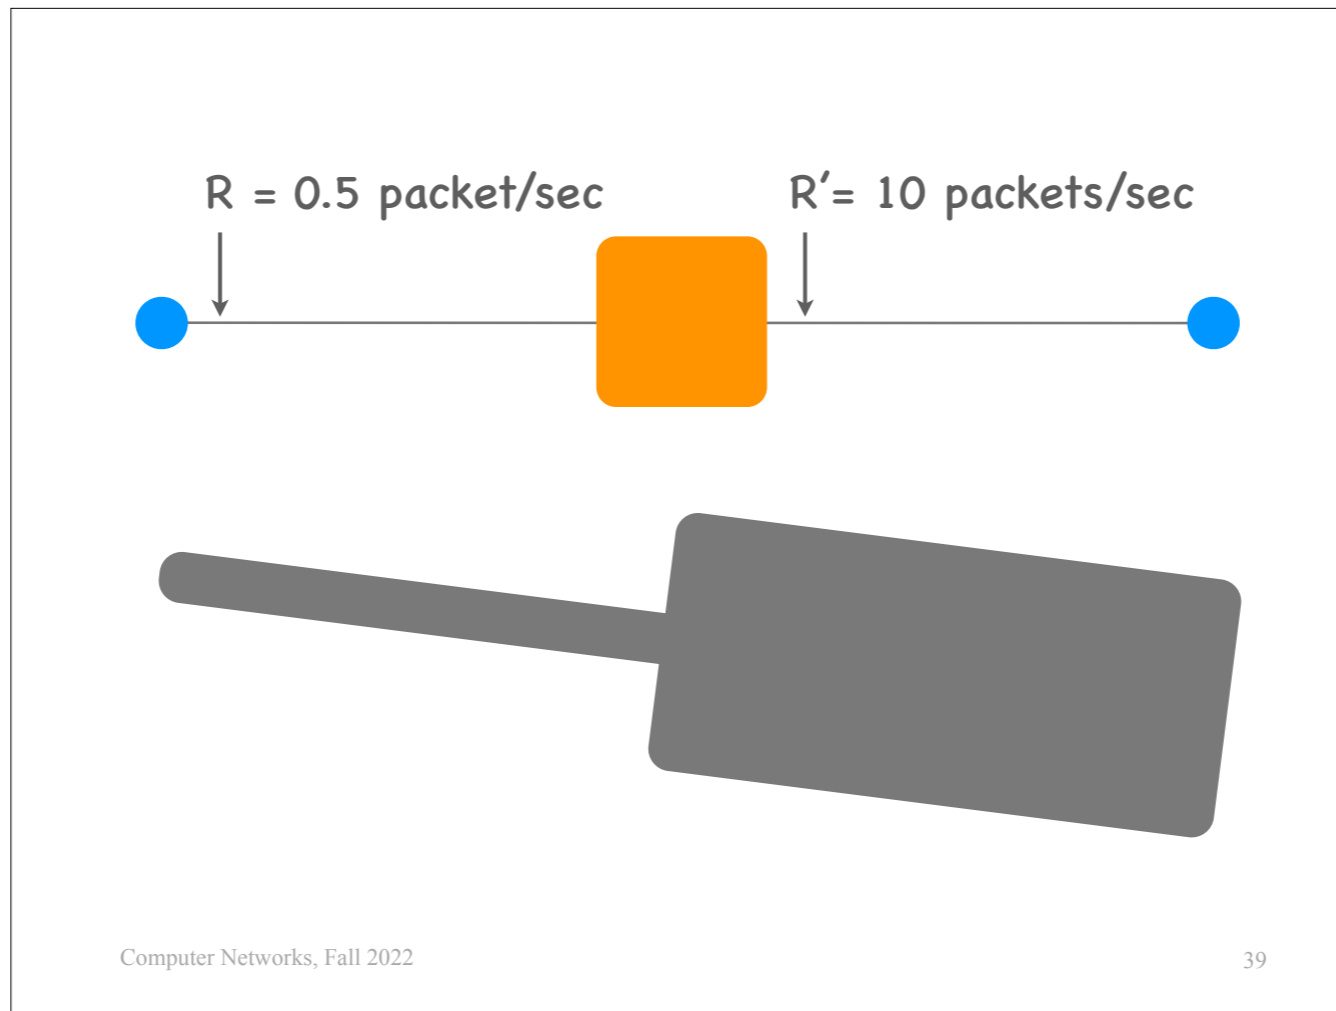 R = 0.5 packet/sec
R′= 10 packets/sec
Computer Networks, Fall 2022
39